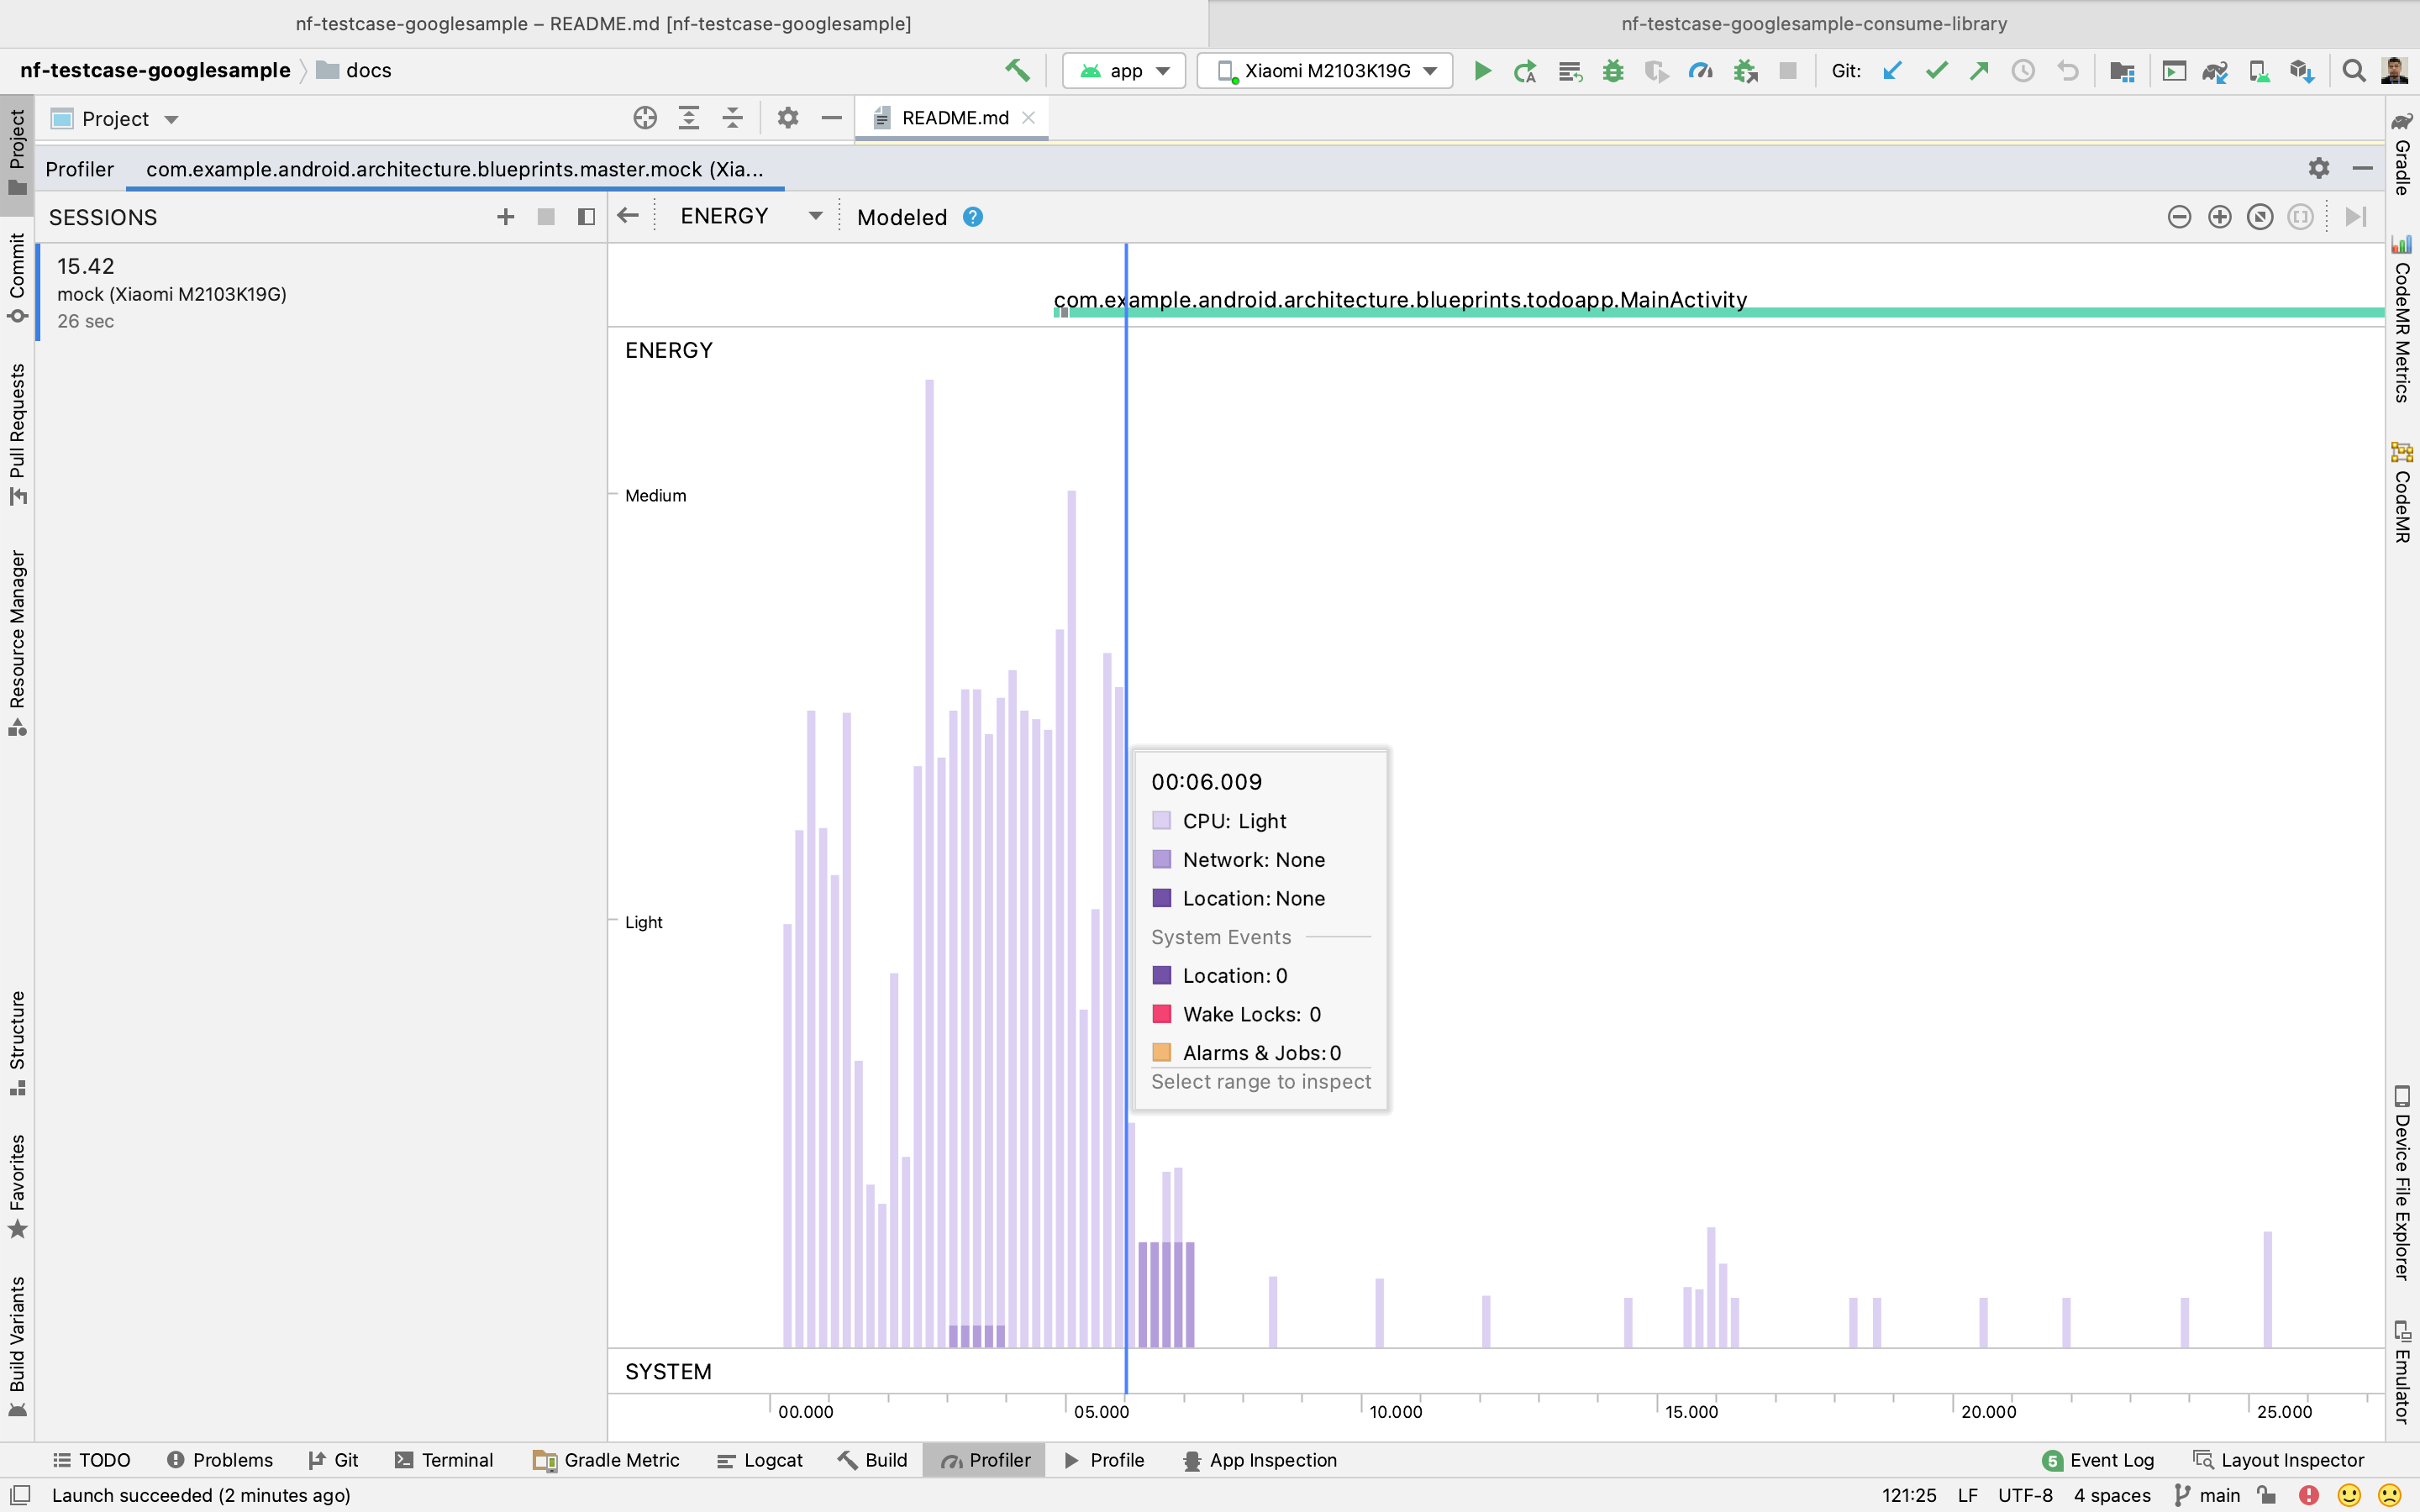 nf-testcase-googlesample – README.md [nf-testcase-googlesample]
nf-testcase-googlesample-consume-library
nf-testcase-googlesample
docs
app
Xiaomi M2103K19G
Git:
Project
README.md
Profiler
com.example.android.architecture.blueprints.master.mock (Xia...
SESSIONS
ENERGY
Modeled
?
15.42
mock (Xiaomi M2103K19G)
26 sec
com.example.android.architecture.blueprints.todoapp.MainActivity
ENERGY
Medium
Light
00:06.009
CPU: Light
Network: None
Location: None
System Events
Location: 0
Wake Locks: 0
Alarms & Jobs: 0
Select range to inspect
SYSTEM
00.000
05.000
10.000
15.000
20.000
25.000
Project
Commit
Pull Requests
Resource Manager
Structure
Favorites
Build Variants
Gradle
CodeMR Metrics
CodeMR
Device File Explorer
Emulator
TODO
Problems
Git
Terminal
Gradle Metric
Logcat
Build
Profiler
Profile
App Inspection
5 Event Log
Layout Inspector
Launch succeeded (2 minutes ago)
121:25
LF
UTF-8
4 spaces
main